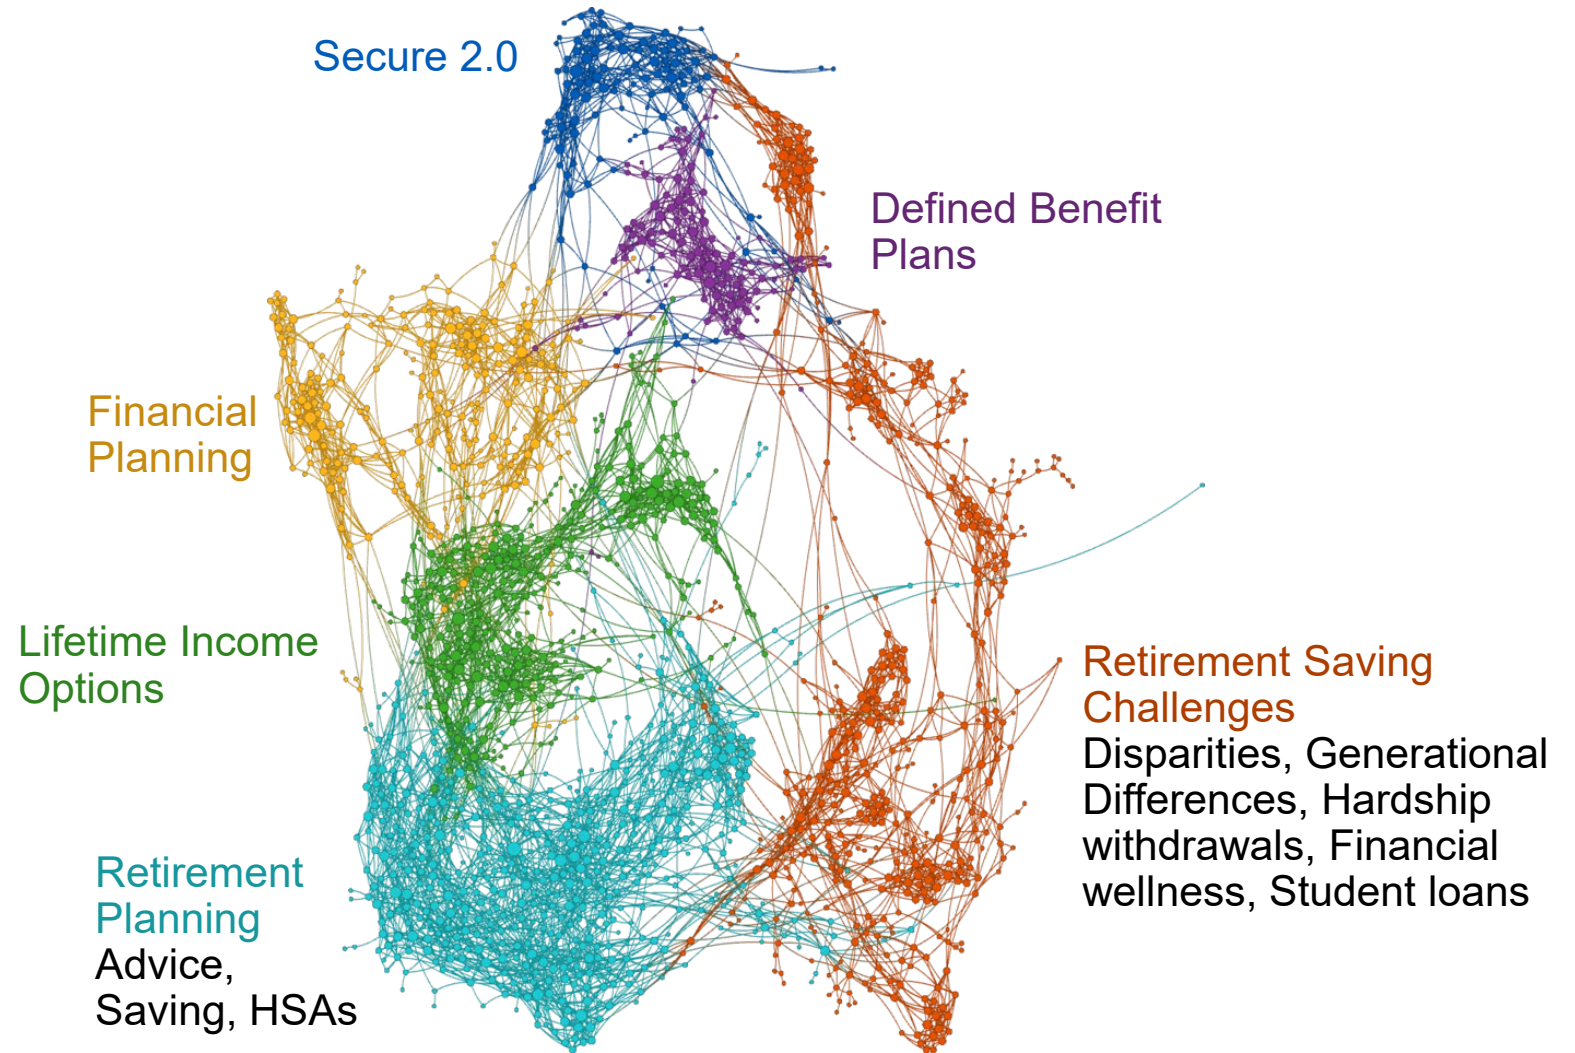 Secure 2.0
Defined Benefit
Plans
Financial
Planning
Lifetime Income
Options
Retirement Saving
Challenges
Disparities, Generational
Differences, Hardship
withdrawals, Financial
wellness, Student loans
Retirement
Planning
Advice,
Saving, HSAs